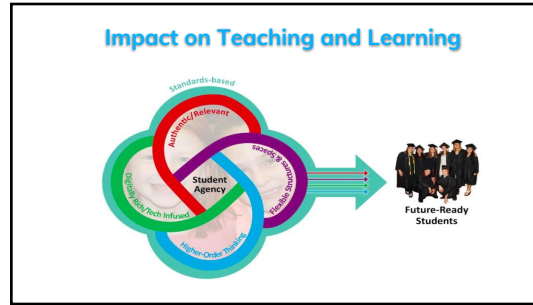 Impact on Teaching and Learning
Standards-based
Authentic/Relevant
Flexible Structures & Spaces
Student
Agency
Digitally Rich/Tech Infused
Higher-Order Thinking
Future-Ready
Students